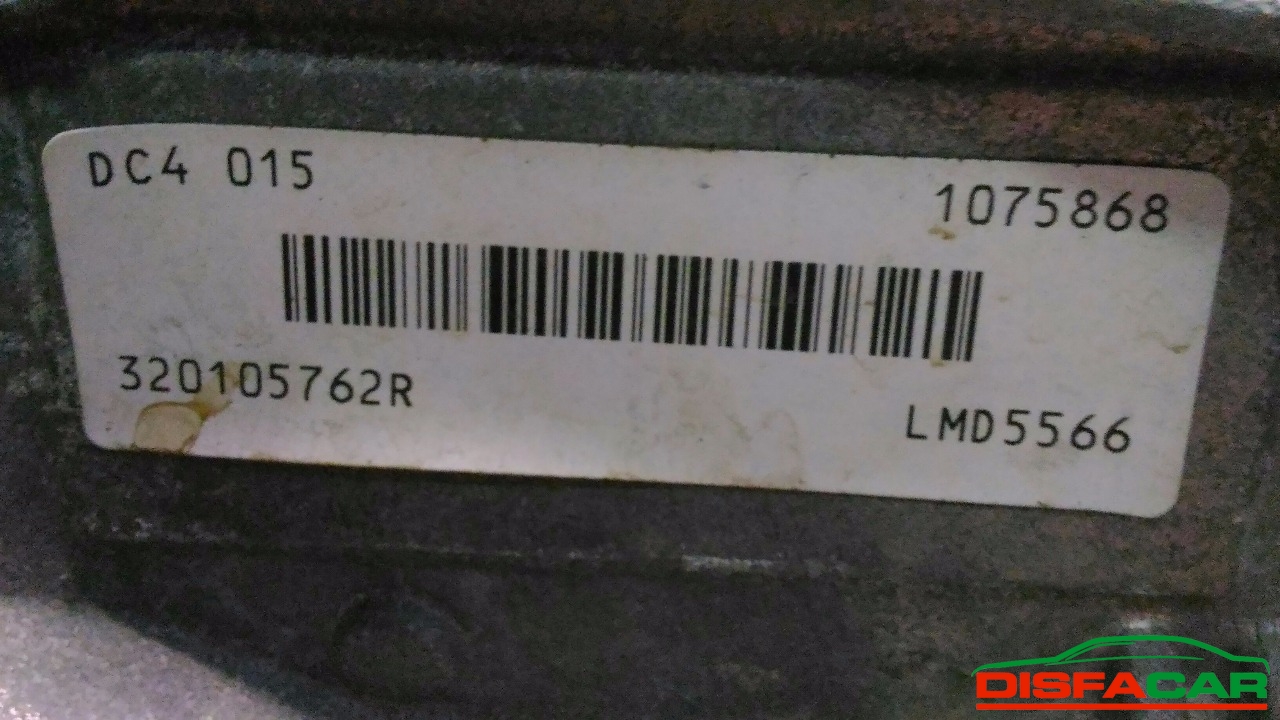 DC4 015
1075868
320105762R
LMD5566
DISFACAR